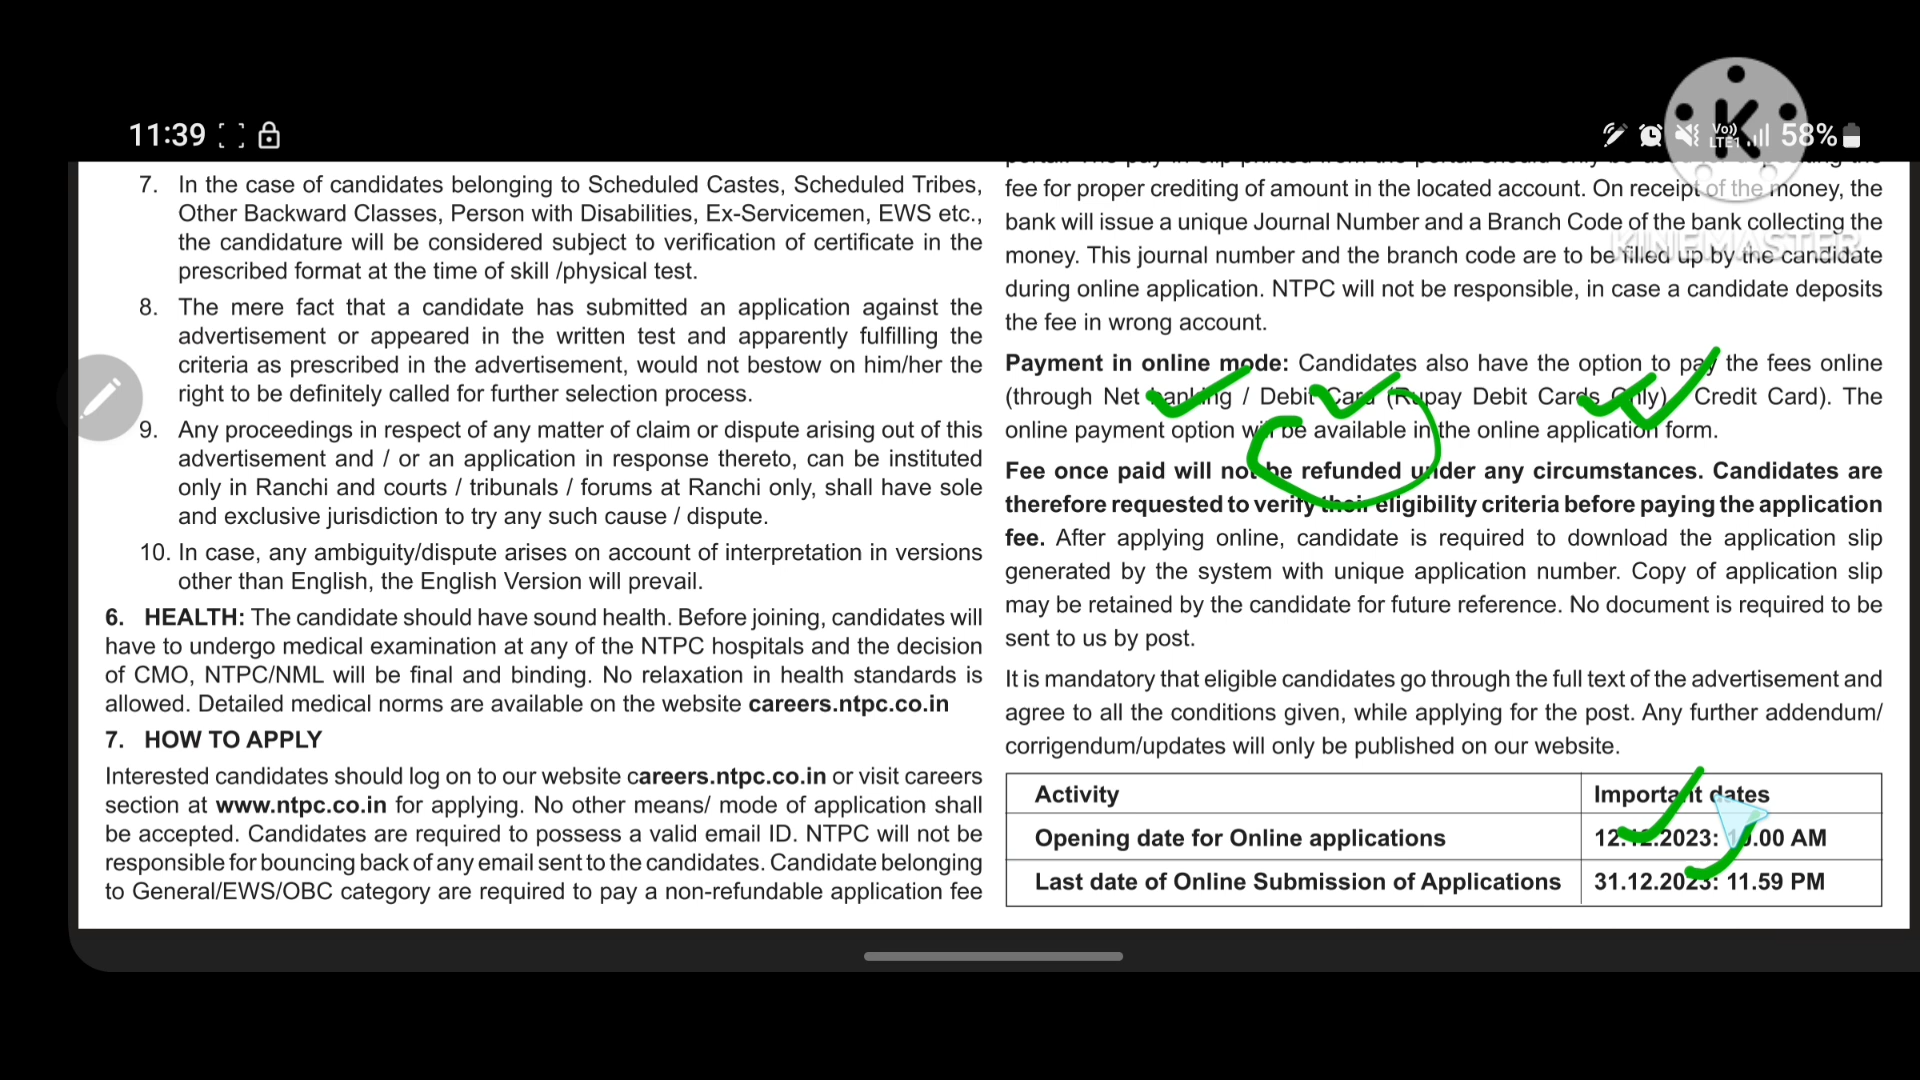 11:39
Vo)) LTE1 58%
K
KINEMASTER
7. In the case of candidates belonging to Scheduled Castes, Scheduled Tribes,
Other Backward Classes, Person with Disabilities, Ex-Servicemen, EWS etc.,
the candidature will be considered subject to verification of certificate in the
prescribed format at the time of skill /physical test.
8. The mere fact that a candidate has submitted an application against the
advertisement or appeared in the written test and apparently fulfilling the
criteria as prescribed in the advertisement, would not bestow on him/her the
right to be definitely called for further selection process.
9. Any proceedings in respect of any matter of claim or dispute arising out of this
advertisement and / or an application in response thereto, can be instituted
only in Ranchi and courts / tribunals / forums at Ranchi only, shall have sole
and exclusive jurisdiction to try any such cause / dispute.
10. In case, any ambiguity/dispute arises on account of interpretation in versions
other than English, the English Version will prevail.
6. HEALTH: The candidate should have sound health. Before joining, candidates will
have to undergo medical examination at any of the NTPC hospitals and the decision
of CMO, NTPC/NML will be final and binding. No relaxation in health standards is
allowed. Detailed medical norms are available on the website careers.ntpc.co.in
7. HOW TO APPLY
Interested candidates should log on to our website careers.ntpc.co.in or visit careers
section at www.ntpc.co.in for applying. No other means/ mode of application shall
be accepted. Candidates are required to possess a valid email ID. NTPC will not be
responsible for bouncing back of any email sent to the candidates. Candidate belonging
to General/EWS/OBC category are required to pay a non-refundable application fee
fee for proper crediting of amount in the located account. On receipt of the money, the
bank will issue a unique Journal Number and a Branch Code of the bank collecting the
money. This journal number and the branch code are to be filled up by the candidate
during online application. NTPC will not be responsible, in case a candidate deposits
the fee in wrong account.
Payment in online mode: Candidates also have the option to pay the fees online
(through Net banking / Debit Card (Rupay Debit Cards Only) Credit Card). The
online payment option will be available in the online application form.
Fee once paid will not be refunded under any circumstances. Candidates are
therefore requested to verify their eligibility criteria before paying the application
fee. After applying online, candidate is required to download the application slip
generated by the system with unique application number. Copy of application slip
may be retained by the candidate for future reference. No document is required to be
sent to us by post.
It is mandatory that eligible candidates go through the full text of the advertisement and
agree to all the conditions given, while applying for the post. Any further addendum/
corrigendum/updates will only be published on our website.
Activity Important dates
Opening date for Online applications 12.12.2023: 10.00 AM
Last date of Online Submission of Applications 31.12.2023: 11.59 PM